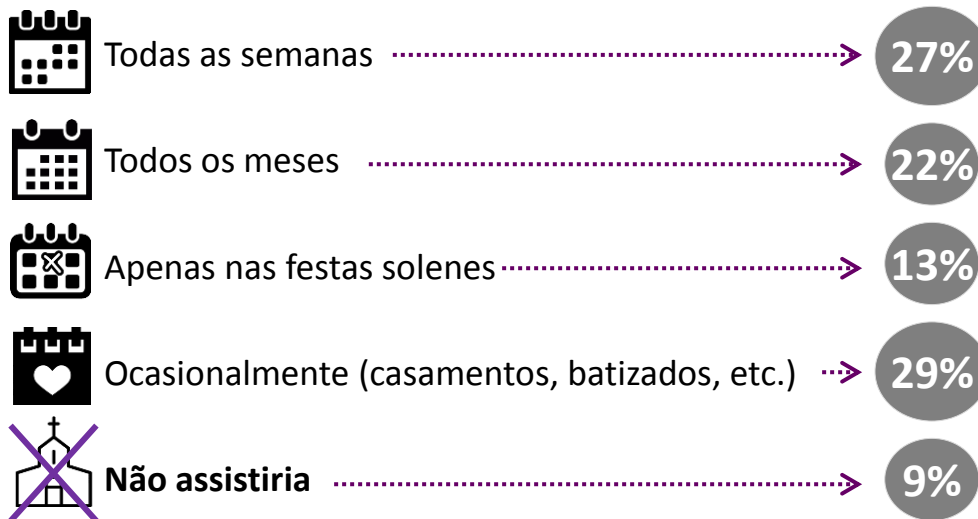 Todas as semanas 27%
Todos os meses 22%
Apenas nas festas solenes 13%
Ocasionalmente (casamentos, batizados, etc.) 29%
Não assistiria 9%